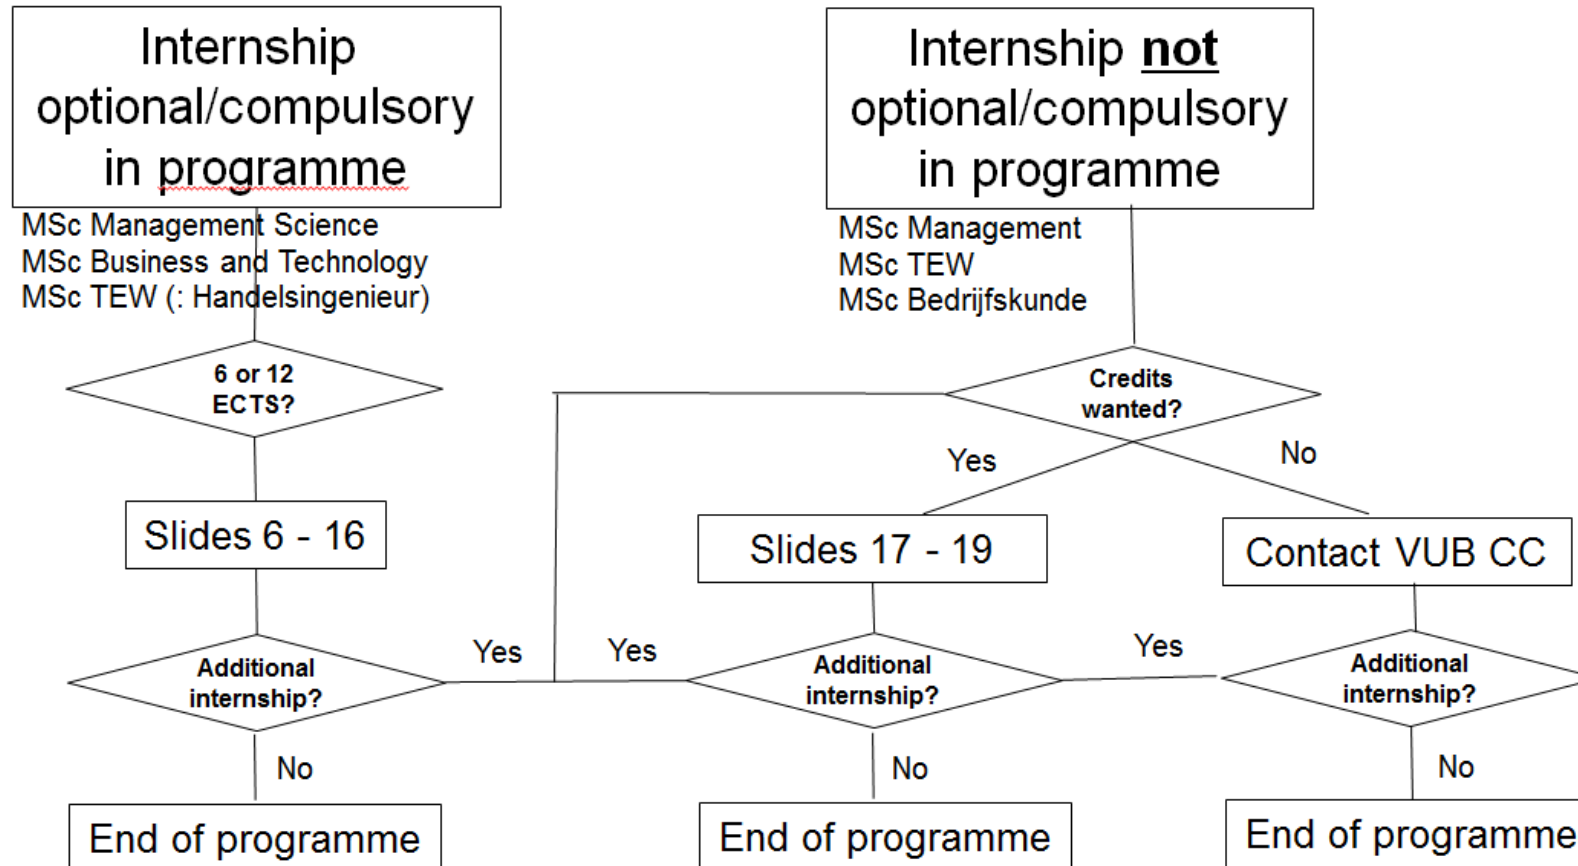 Internship
optional/compulsory
in programme
MSc Management Science
MSc Business and Technology
MSc TEW (: Handelsingenieur)
Internship not
optional/compulsory
in programme
MSc Management
MSc TEW
MSc Bedrijfskunde
6 or 12
ECTS?
Credits
wanted?
Yes
No
Slides 6 - 16
Slides 17 - 19
Contact VUB CC
Additional
internship?
Yes
Yes
Additional
internship?
Yes
Additional
internship?
No
No
No
End of programme
End of programme
End of programme